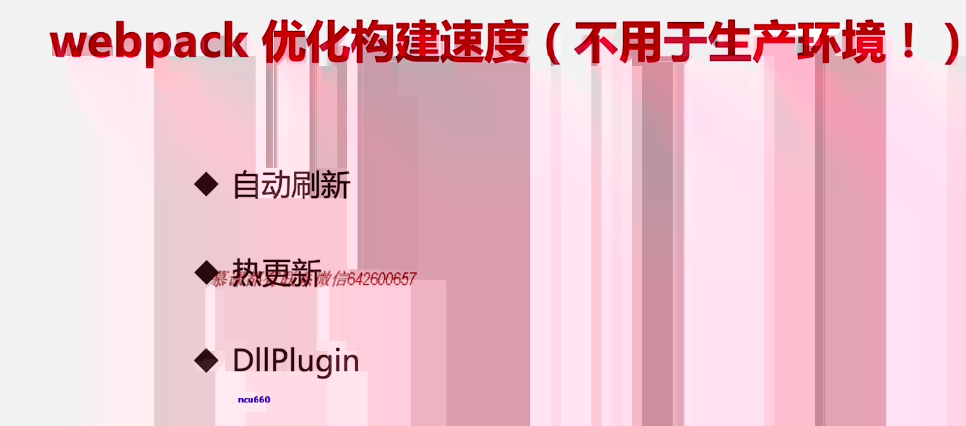 webpack 优化构建速度（不用于生产环境！）
◆ 自动刷新
◆ 热更新
微信642600657
◆ DllPlugin
ncu660